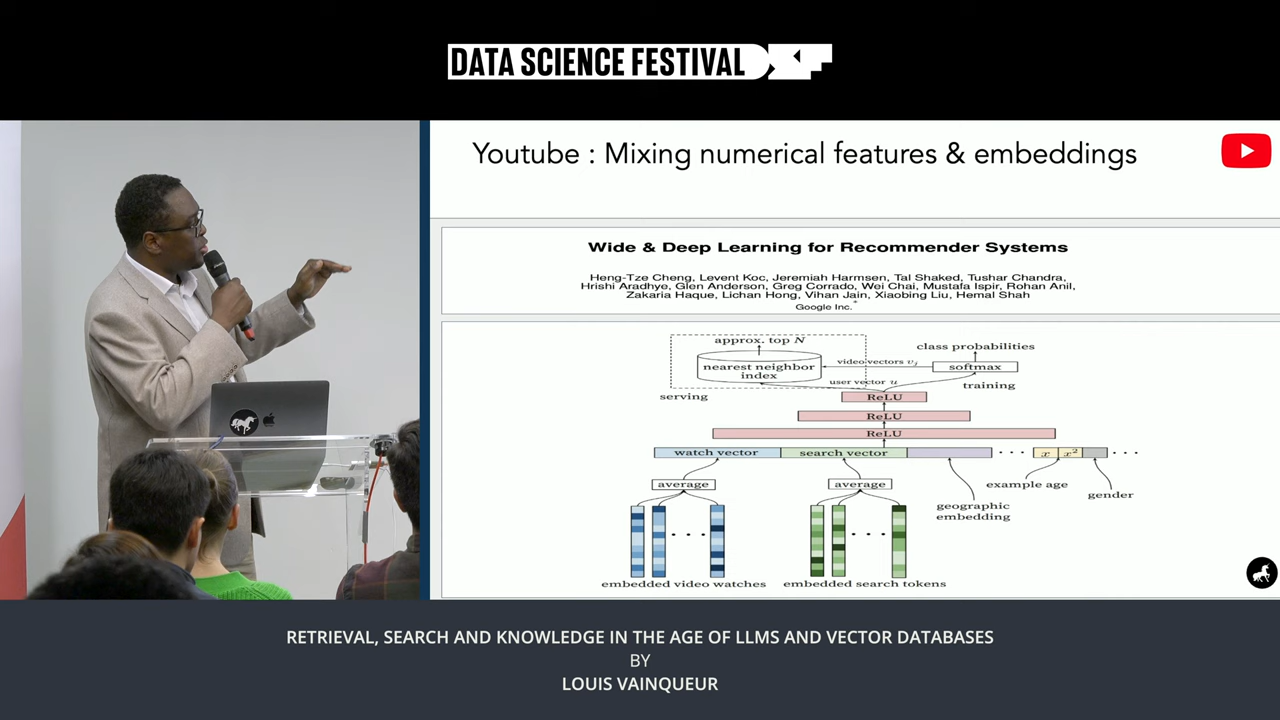 DATA SCIENCE FESTIVAL
Youtube : Mixing numerical features & embeddings
Wide & Deep Learning for Recommender Systems
Heng-Tze Cheng, Levent Koc, Jeremiah Harmsen, Tal Shaked, Tushar Chandra,
Hrishi Aradhye, Glen Anderson, Greg Corrado, Wei Chai, Mustafa Ispir, Rohan Anil,
Zakaria Haque, Lichan Hong, Vihan Jain, Xiaobing Liu, Hemal Shah
Google Inc.*
approx. top N
class probabilities
nearest neighbor
index
video vectors vⱼ
softmax
user vector u
training
serving
ReLU
ReLU
ReLU
watch vector
search vector
...
x x²
...
average
average
example age
gender
geographic
embedding
...
...
embedded video watches
embedded search tokens
RETRIEVAL, SEARCH AND KNOWLEDGE IN THE AGE OF LLMS AND VECTOR DATABASES
BY
LOUIS VAINQUEUR